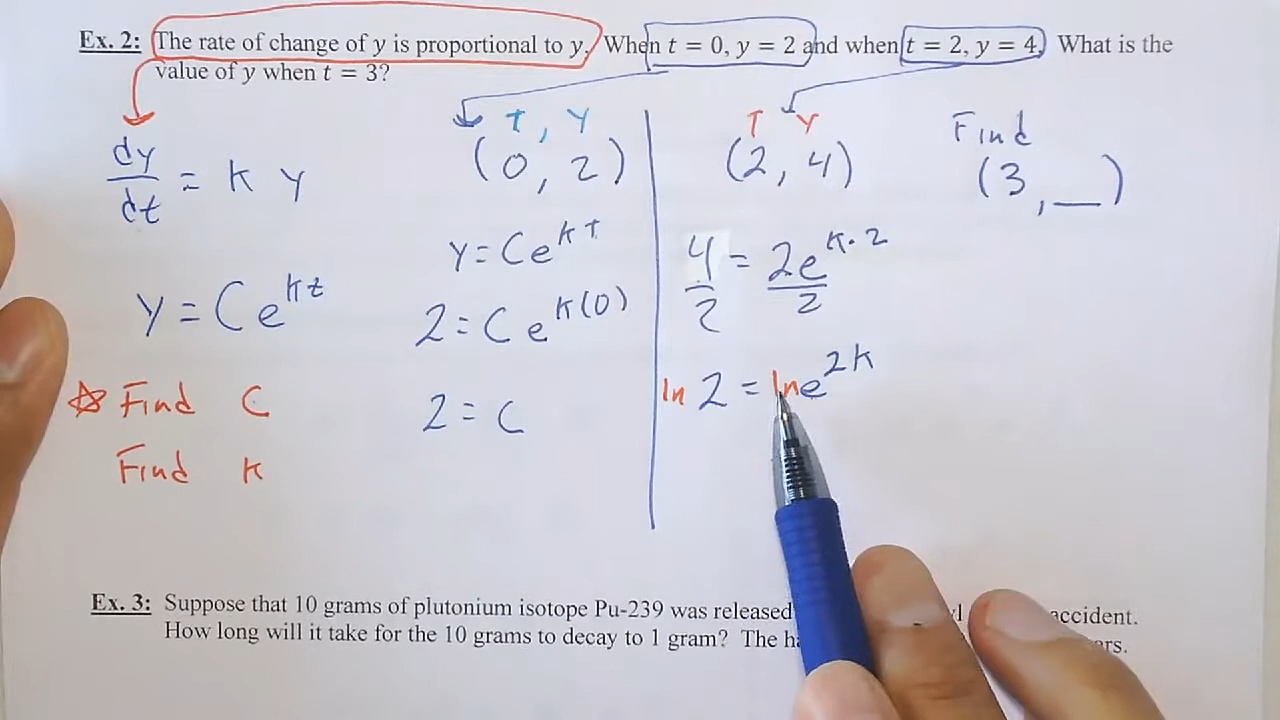 Ex. 2: The rate of change of y is proportional to y. When t = 0, y = 2 and when t = 2, y = 4. What is the
value of y when t = 3?
dy/dt = K y
y = Ce^{kt}
☆ Find C
Find K
T, Y
(0, 2)
y = Ce^{kt}
2 = Ce^{k(0)}
2 = C
T Y
(2, 4)
4/2 = 2e^{k·2}/2
ln 2 = ln e^{2k}
Find
(3, __)
Ex. 3: Suppose that 10 grams of plutonium isotope Pu-239 was released accident.
How long will it take for the 10 grams to decay to 1 gram? The